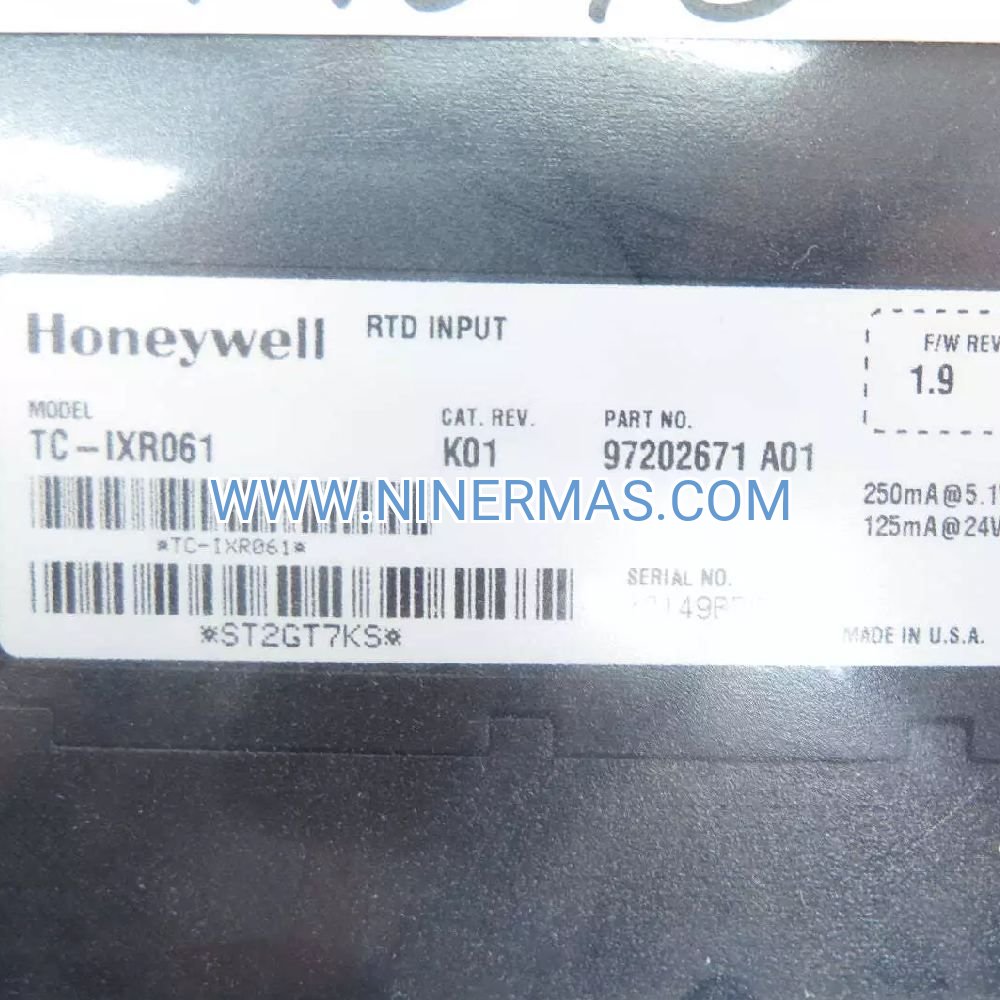 Honeywell
RTD INPUT
F/W REV
1.9
MODEL
TC-IXR061
CAT. REV.
K01
PART NO.
97202671 A01
WWW.NINERMAS.COM
250mA@5.1
125mA@24V
*TC-IXR061*
SERIAL NO.
*ST2GT7KS*
MADE IN U.S.A.